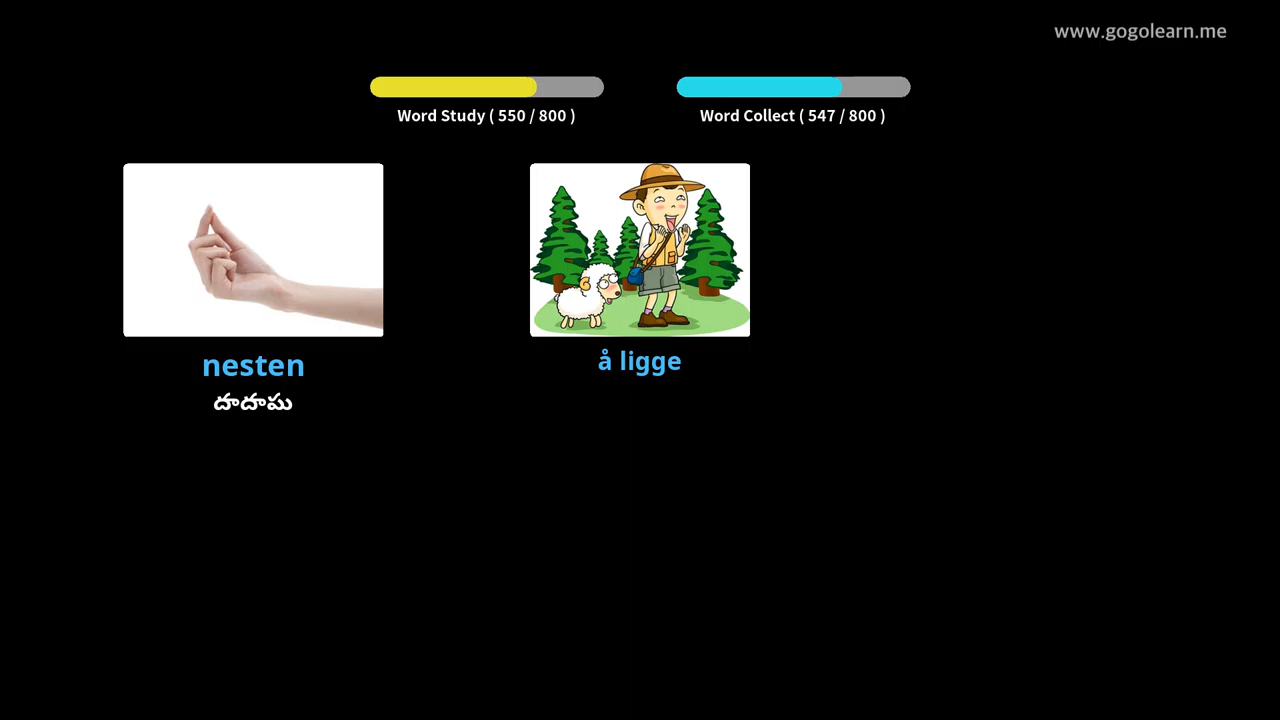 www.gogolearn.me
Word Study ( 550 / 800 )
Word Collect ( 547 / 800 )
nesten
దాదాపు
å ligge